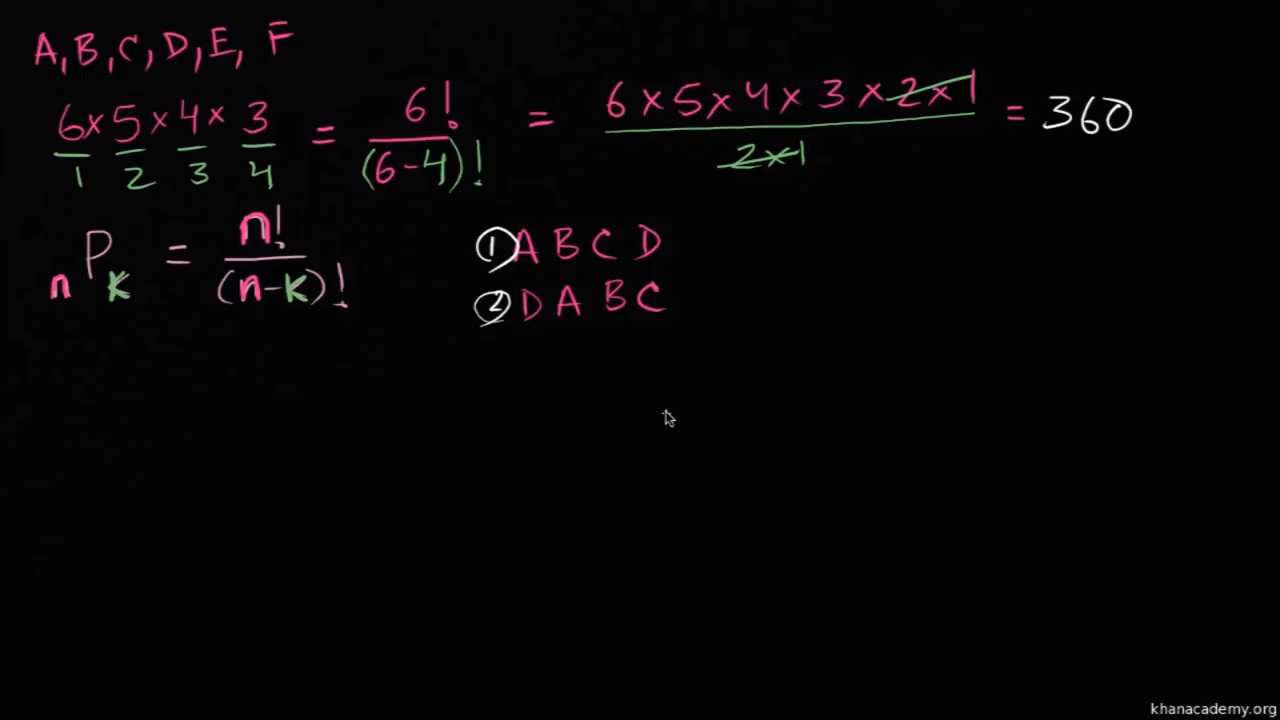 A, B, C, D, E, F
6 × 5 × 4 × 3 = 6! / (6-4)! = 6 × 5 × 4 × 3 × 2 × 1 / 2×1 = 360
1 2 3 4
nPk = n! / (n-k)!
① A B C D
② D A B C
khanacademy.org